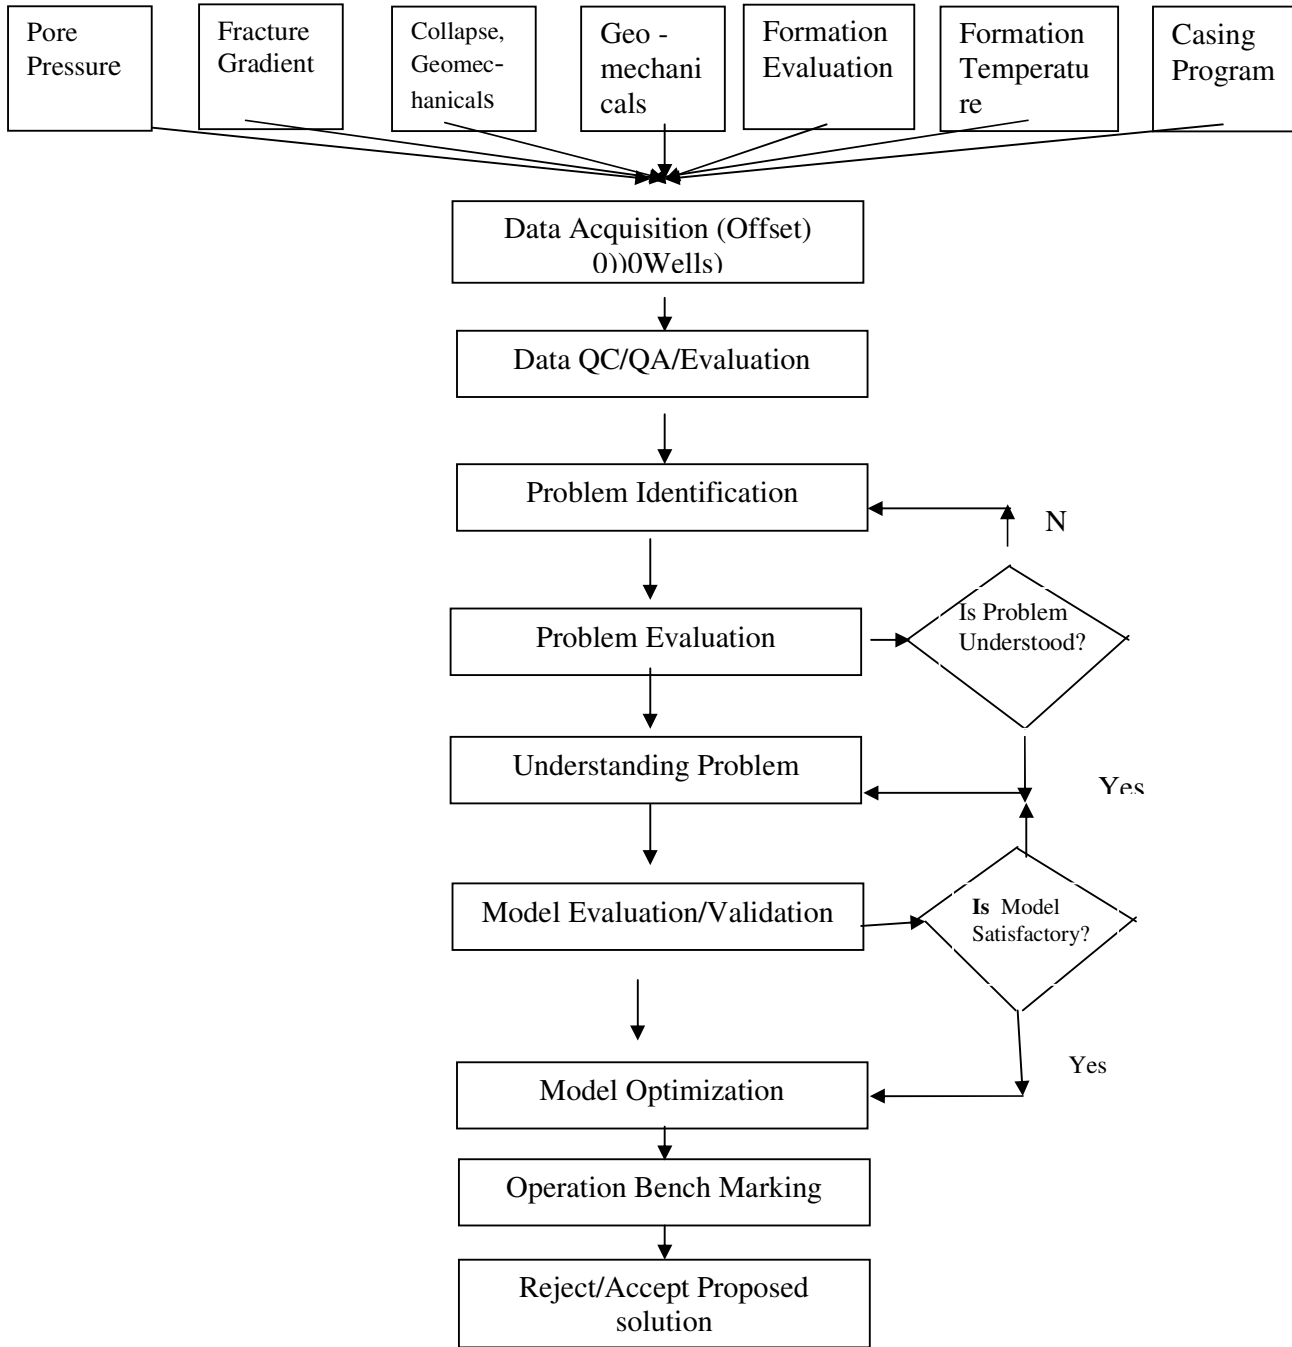 Pore
Pressure
Fracture
Gradient
Collapse,
Geomec-
hanicals
Geo -
mechani
cals
Formation
Evaluation
Formation
Temperatu
re
Casing
Program
Data Acquisition (Offset)
0))0Wells)
Data QC/QA/Evaluation
Problem Identification
N
Is Problem
Understood?
Problem Evaluation
Understanding Problem
Yes
Model Evaluation/Validation
Is Model
Satisfactory?
Yes
Model Optimization
Operation Bench Marking
Reject/Accept Proposed
solution